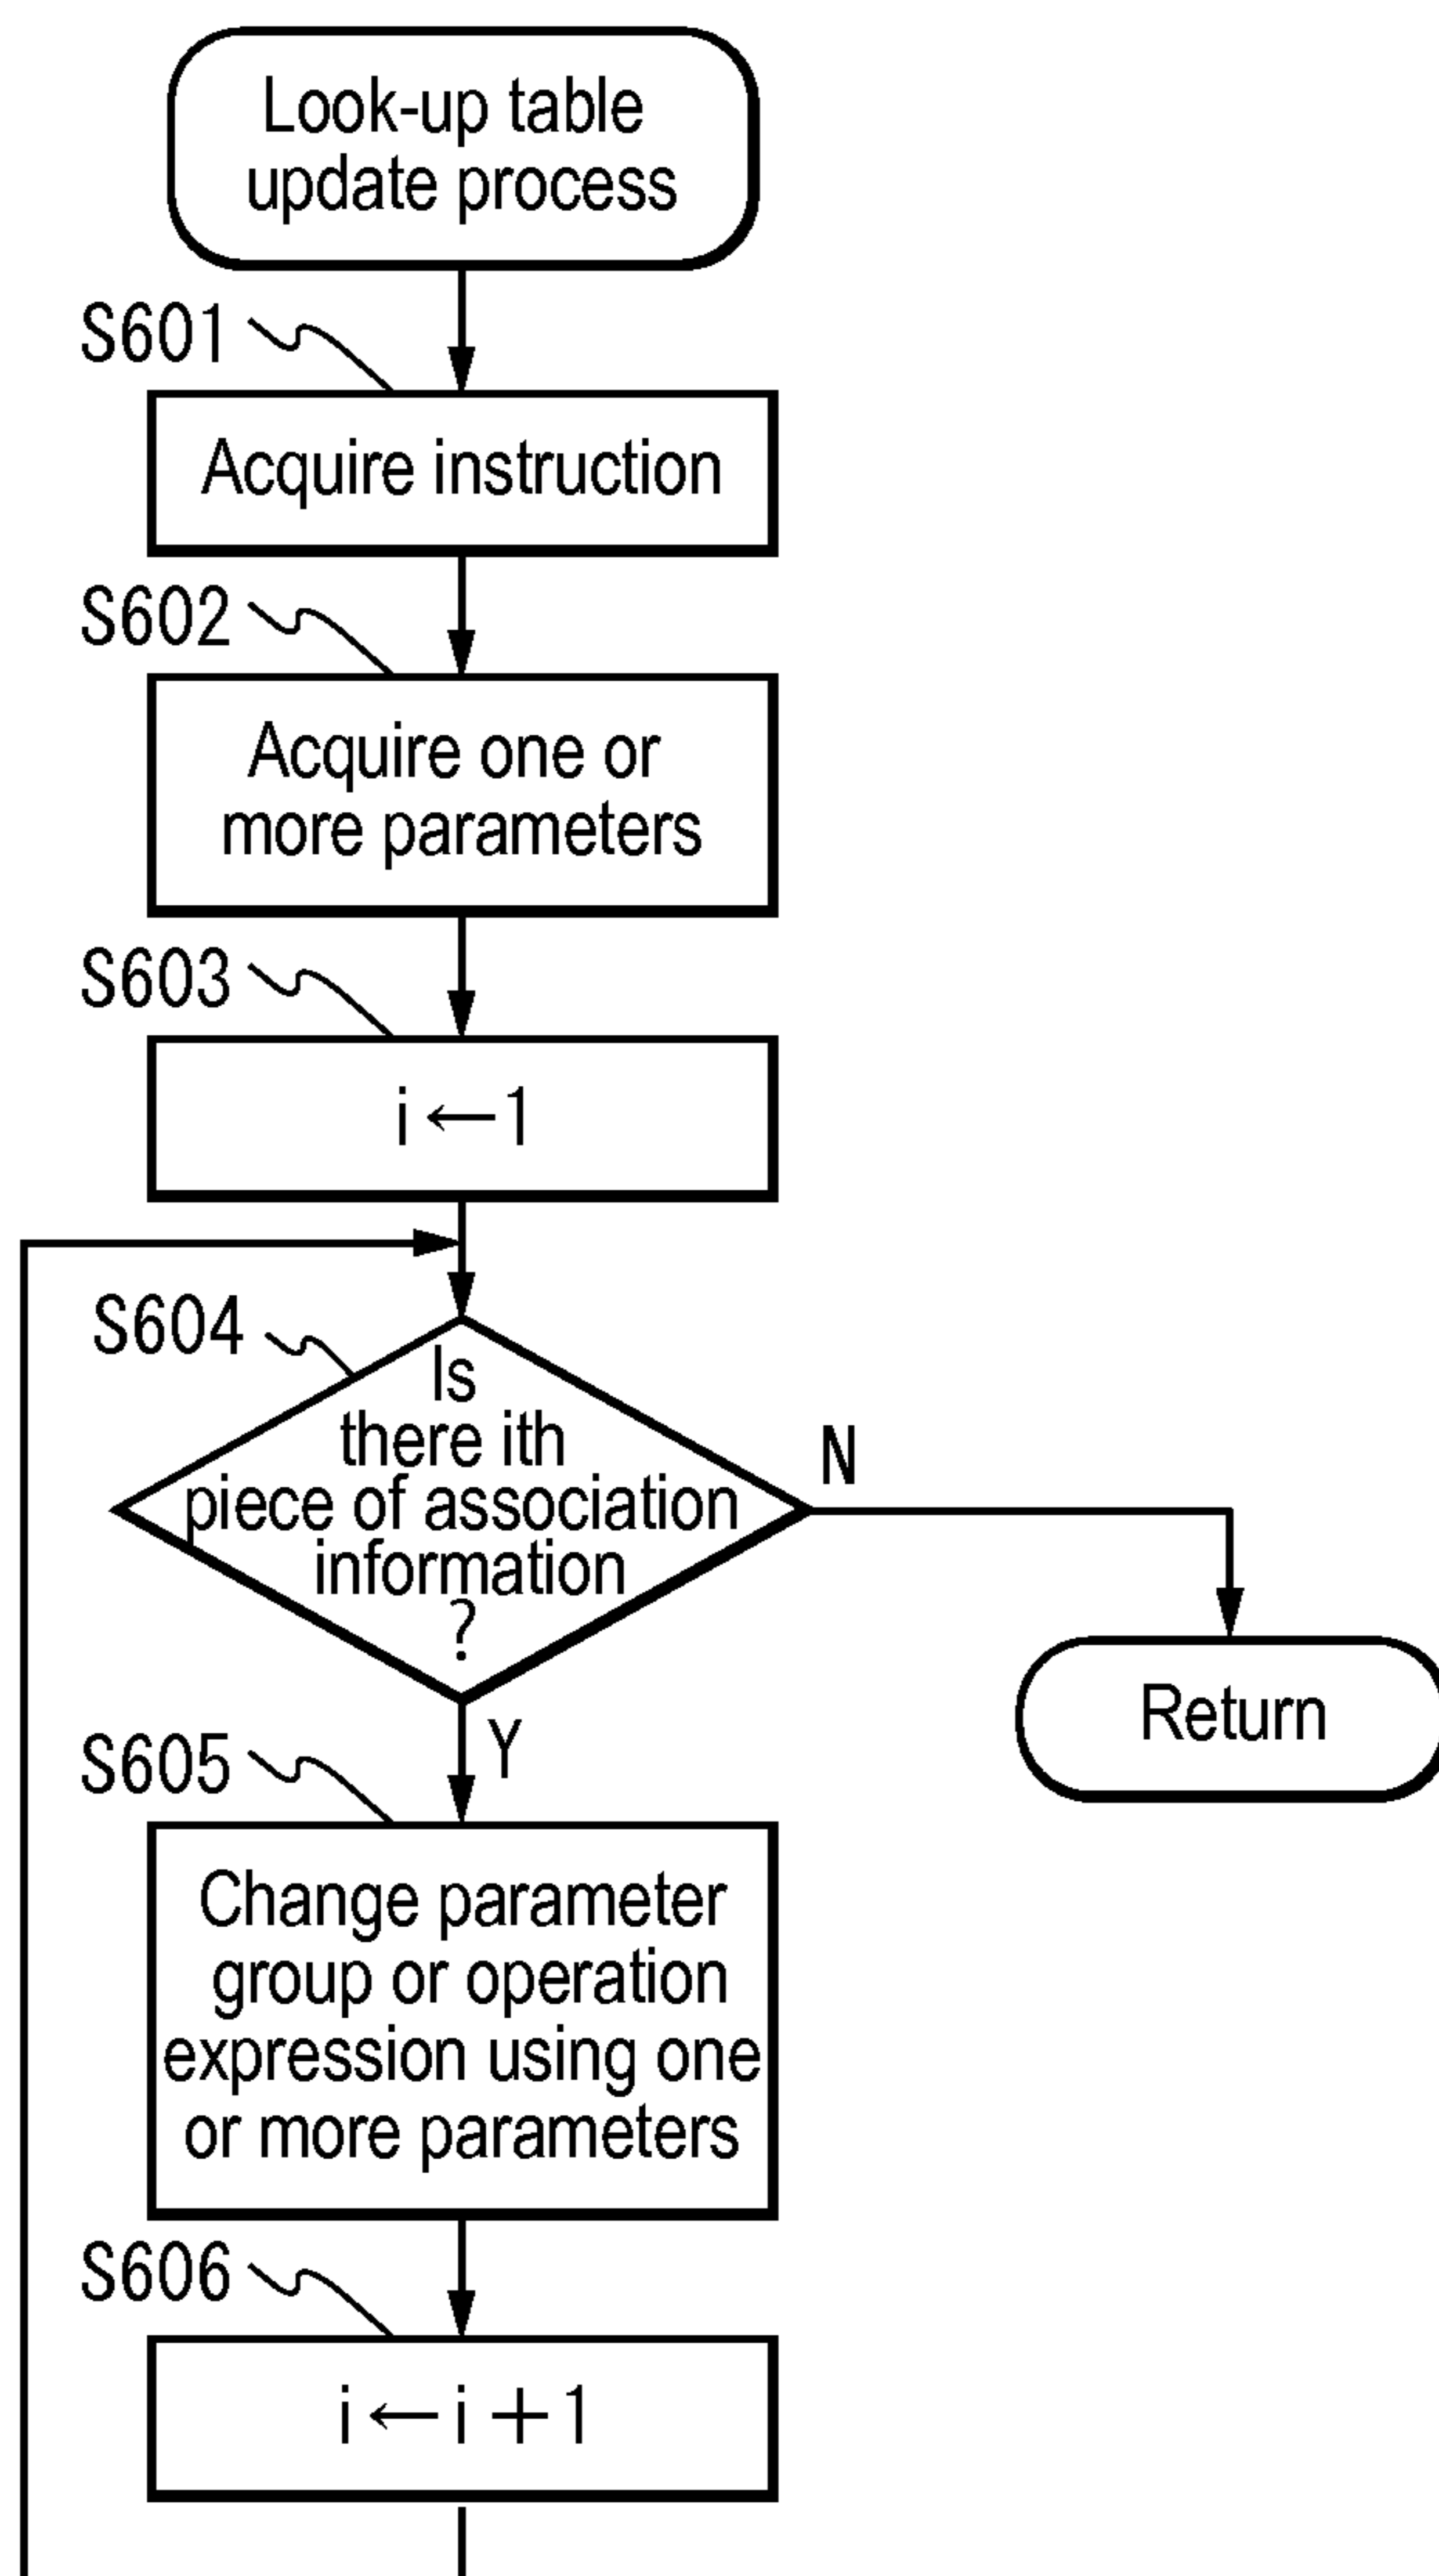 Look-up table
update process
S601
Acquire instruction
S602
Acquire one or
more parameters
S603
i←1
S604
Is
there ith
piece of association
information
?
N
Return
Y
S605
Change parameter
group or operation
expression using one
or more parameters
S606
i←i+1